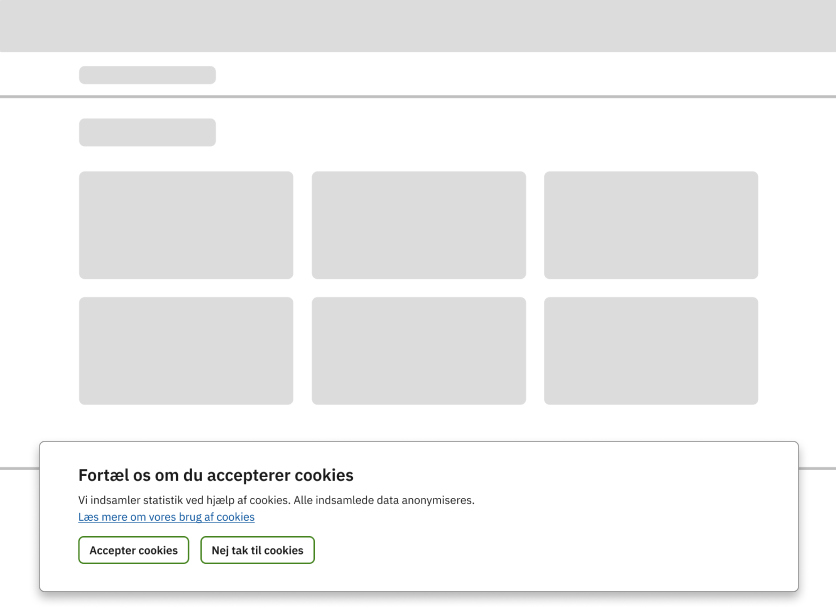 Fortæl os om du accepterer cookies
Vi indsamler statistik ved hjælp af cookies. Alle indsamlede data anonymiseres.
Læs mere om vores brug af cookies
Accepter cookies
Nej tak til cookies